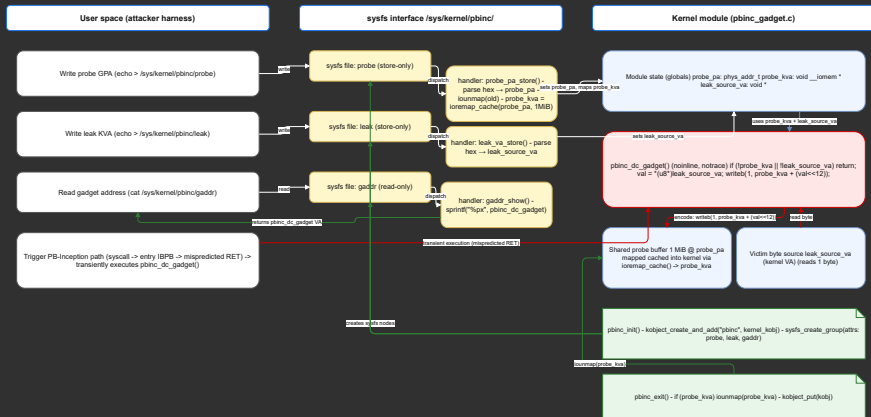 User space (attacker harness)
sysfs interface /sys/kernel/pbinc/
Kernel module (pbinc_gadget.c)
Write probe GPA (echo > /sys/kernel/pbinc/probe)
write
sysfs file: probe (store-only)
dispatch
handler: probe_pa_store() -
parse hex → probe_pa -
iounmap(old) - probe_kva =
ioremap_cache(probe_pa, 1MiB)
sets probe_pa, maps probe_kva
Module state (globals) probe_pa: phys_addr_t probe_kva: void __iomem *
leak_source_va: void *
Write leak KVA (echo > /sys/kernel/pbinc/leak)
write
sysfs file: leak (store-only)
dispatch
handler: leak_va_store() - parse
hex → leak_source_va
sets leak_source_va
uses probe_kva + leak_source_va
pbinc_dc_gadget() (noinline, notrace) if (!probe_kva || !leak_source_va) return;
val = *(u8*)leak_source_va; writeb(1, probe_kva + (val<<12));
Read gadget address (cat /sys/kernel/pbinc/gaddr)
read
sysfs file: gaddr (read-only)
dispatch
handler: gaddr_show() -
sprintf("%px", pbinc_dc_gadget)
returns pbinc_dc_gadget VA
encode: writeb(1, probe_kva + (val<<12))
read byte
Trigger PB-Inception path (syscall -> entry IBPB -> mispredicted RET) ->
transiently executes pbinc_dc_gadget()
transient execution (mispredicted RET)
Shared probe buffer 1 MiB @ probe_pa
mapped cached into kernel via
ioremap_cache() -> probe_kva
Victim byte source leak_source_va
(kernel VA) (reads 1 byte)
creates sysfs nodes
pbinc_init() - kobject_create_and_add("pbinc", kernel_kobj) - sysfs_create_group(attrs:
probe, leak, gaddr)
iounmap(probe_kva)
pbinc_exit() - if (probe_kva) iounmap(probe_kva) - kobject_put(kobj)